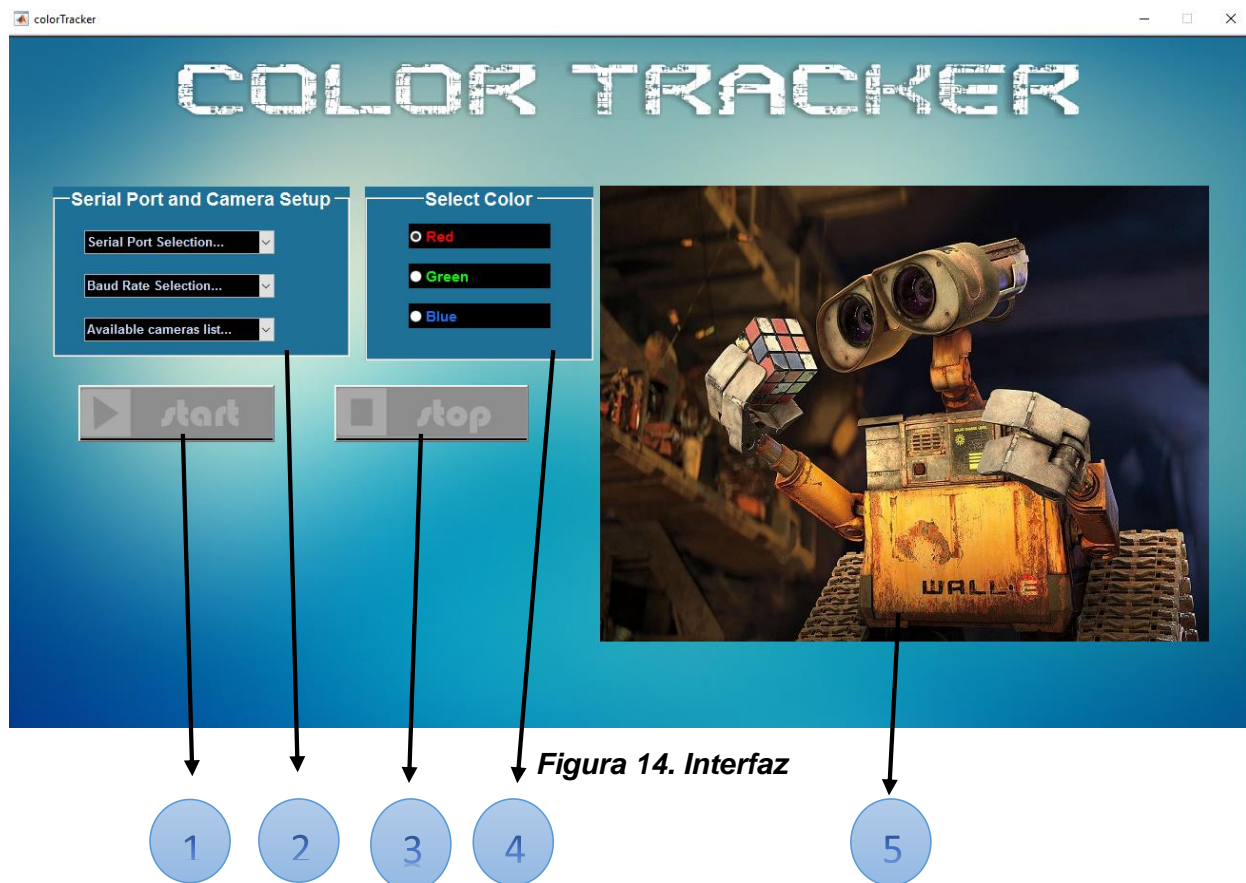 colorTracker
COLOR TRACKER
Serial Port and Camera Setup
Serial Port Selection...
Baud Rate Selection...
Available cameras list...
Select Color
Red
Green
Blue
start
stop
WALL·E
Figura 14. Interfaz
1
2
3
4
5